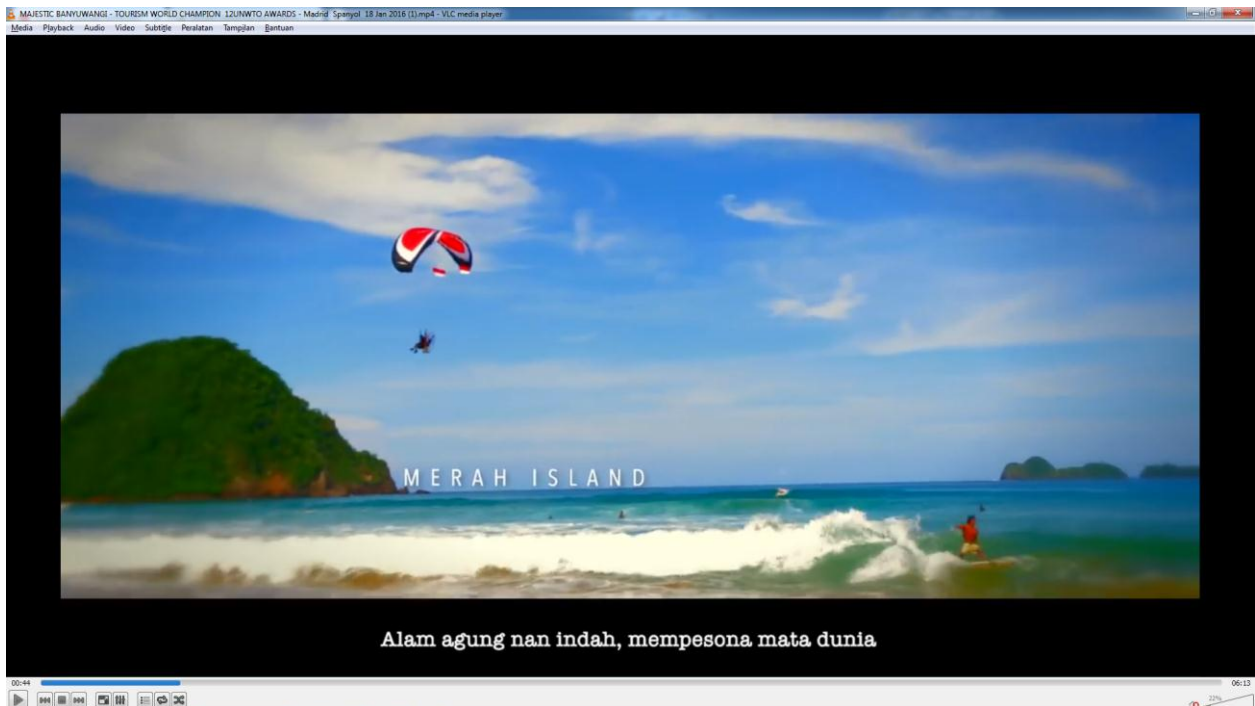 MAJESTIC BANYUWANGI - TOURISM WORLD CHAMPION 12UNWTO AWARDS - Madrid Spanyol 18 Jan 2016 (1).mp4 - VLC media player
Media Playback Audio Video Subtitle Peralatan Tampilan Bantuan
MERAH ISLAND
Alam agung nan indah, mempesona mata dunia
00:44 06:13
22%